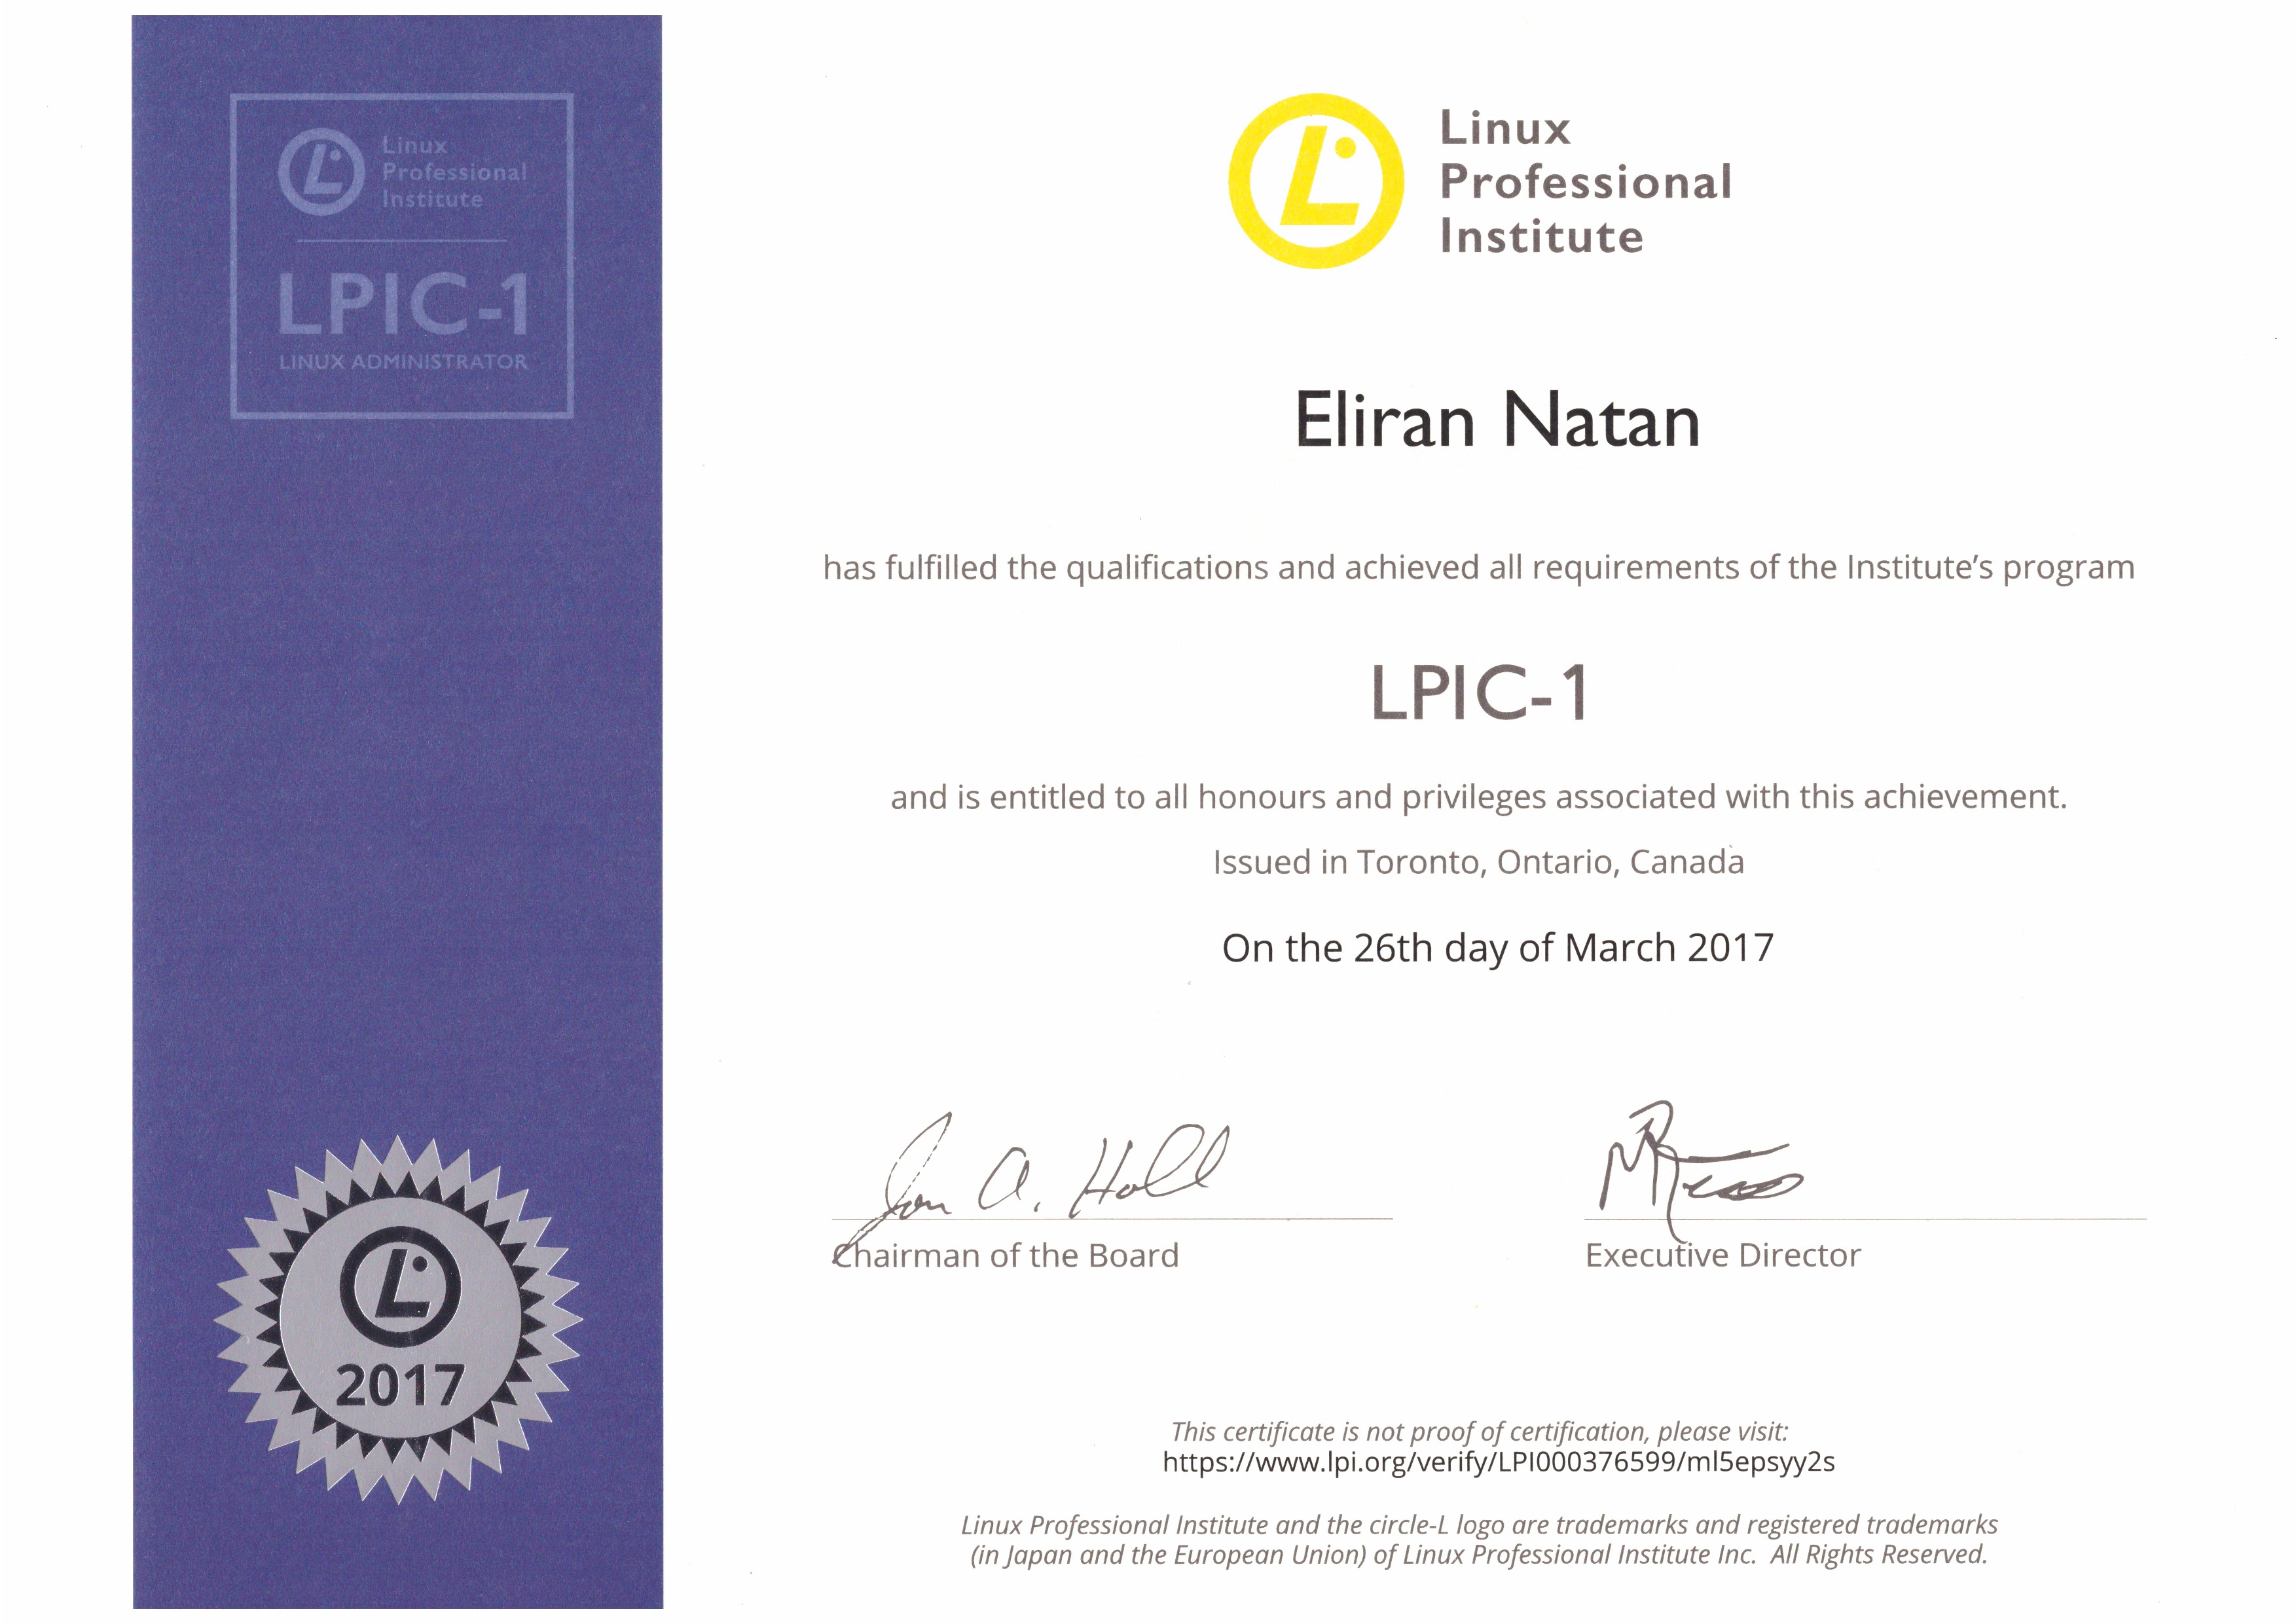 Linux
Professional
Institute
LPIC-1
LINUX ADMINISTRATOR
Linux
Professional
Institute
Eliran Natan
has fulfilled the qualifications and achieved all requirements of the Institute's program
LPIC-1
and is entitled to all honours and privileges associated with this achievement.
Issued in Toronto, Ontario, Canada
On the 26th day of March 2017
Jon A. Hall
Chairman of the Board
Executive Director
L
2017
This certificate is not proof of certification, please visit:
https://www.lpi.org/verify/LPI000376599/ml5epsyy2s
Linux Professional Institute and the circle-L logo are trademarks and registered trademarks
(in Japan and the European Union) of Linux Professional Institute Inc. All Rights Reserved.